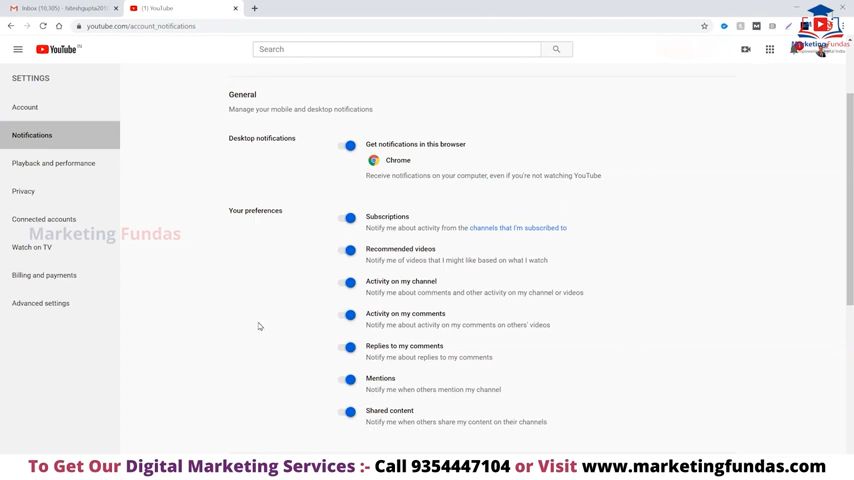 Inbox (10,305) - hiteshgupta201
(1) YouTube
youtube.com/account_notifications
YouTube IN
Search
Marketing Fundas
SETTINGS
Account
Notifications
Playback and performance
Privacy
Connected accounts
Watch on TV
Billing and payments
Advanced settings
Marketing Fundas
General
Manage your mobile and desktop notifications
Desktop notifications
Get notifications in this browser
Chrome
Receive notifications on your computer, even if you're not watching YouTube
Your preferences
Subscriptions
Notify me about activity from the channels that I'm subscribed to
Recommended videos
Notify me of videos that I might like based on what I watch
Activity on my channel
Notify me about comments and other activity on my channel or videos
Activity on my comments
Notify me about activity on my comments on others' videos
Replies to my comments
Notify me about replies to my comments
Mentions
Notify me when others mention my channel
Shared content
Notify me when others share my content on their channels
To Get Our Digital Marketing Services :- Call 9354447104 or Visit www.marketingfundas.com